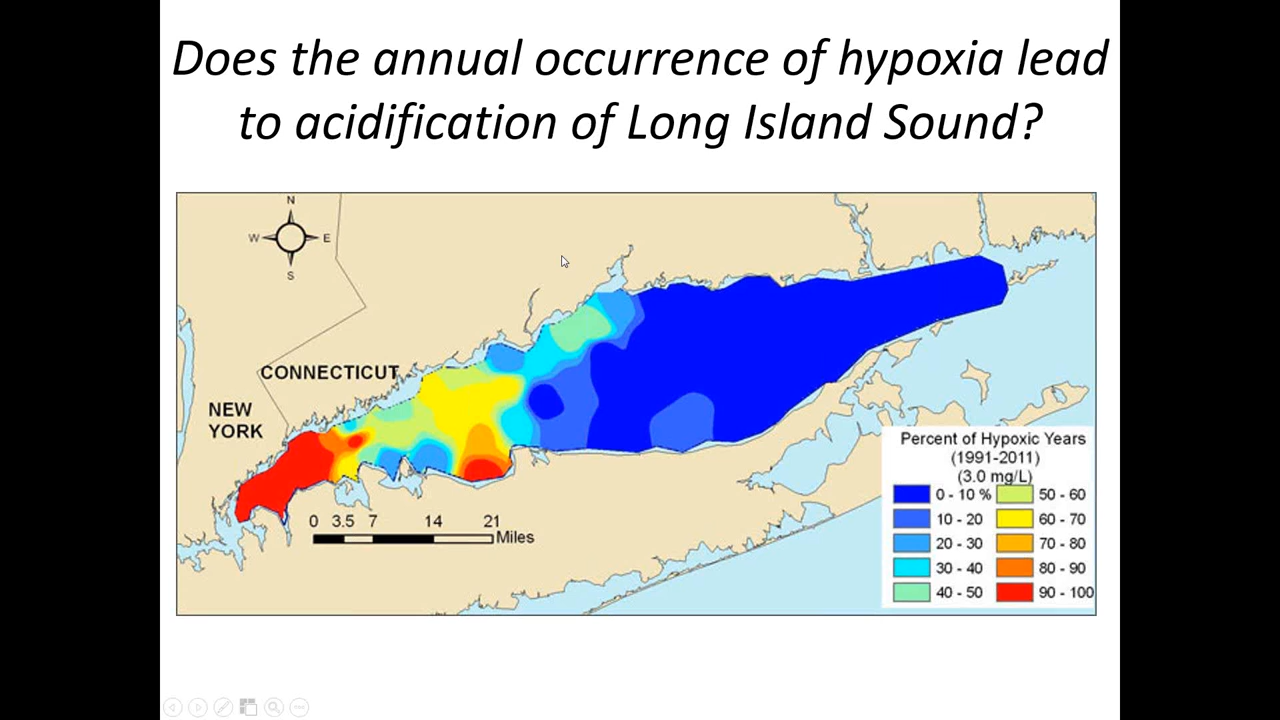 Does the annual occurrence of hypoxia lead
to acidification of Long Island Sound?
N
W E
S
CONNECTICUT
NEW
YORK
0 3.5 7 14 21
Miles
Percent of Hypoxic Years
(1991-2011)
(3.0 mg/L)
0 - 10 % 50 - 60
10 - 20 60 - 70
20 - 30 70 - 80
30 - 40 80 - 90
40 - 50 90 - 100